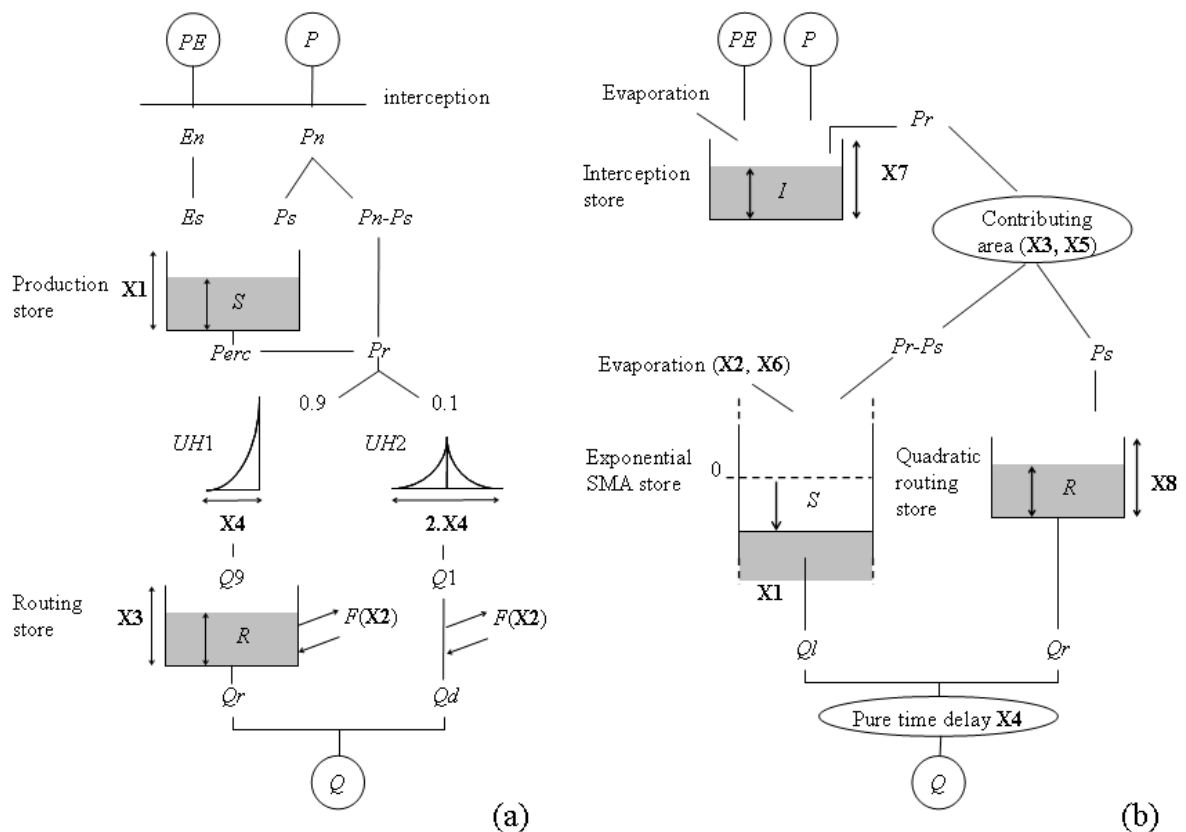 PE
P
interception
En
Pn
Es
Ps
Pn-Ps
Production
store
X1
S
Perc
Pr
0.9
0.1
UH1
UH2
X4
2.X4
Q9
Q1
Routing
store
X3
R
F(X2)
F(X2)
Qr
Qd
Q
(a)
PE
P
Evaporation
Pr
Interception
store
I
X7
Contributing
area (X3, X5)
Pr-Ps
Ps
Evaporation (X2, X6)
Exponential
SMA store
0
S
X1
Quadratic
routing
store
R
X8
Ql
Qr
Pure time delay X4
Q
(b)